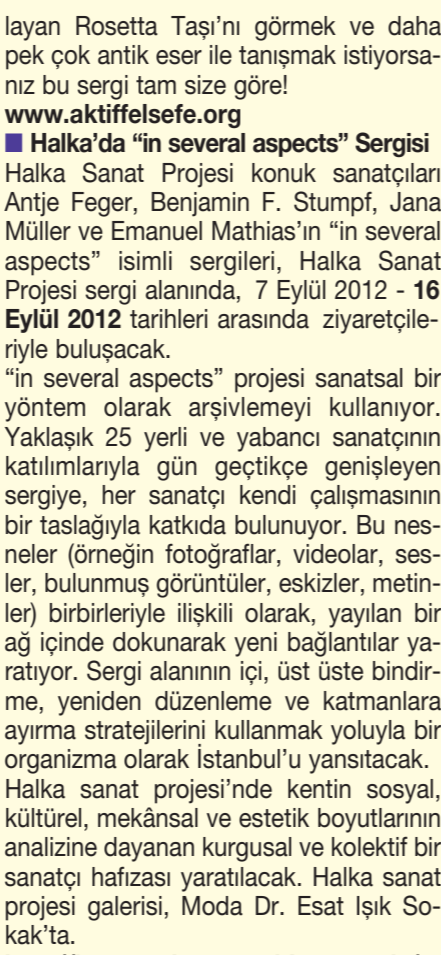 layan Rosetta Taşı’nı görmek ve daha
pek çok antik eser ile tanışmak istiyorsa-
nız bu sergi tam size göre!
www.aktiffelsefe.org
■ Halka’da “in several aspects” Sergisi
Halka Sanat Projesi konuk sanatçıları
Antje Feger, Benjamin F. Stumpf, Jana
Müller ve Emanuel Mathias’ın “in several
aspects” isimli sergileri, Halka Sanat
Projesi sergi alanında, 7 Eylül 2012 - 16
Eylül 2012 tarihleri arasında ziyaretçile-
riyle buluşacak.
“in several aspects” projesi sanatsal bir
yöntem olarak arşivlemeyi kullanıyor.
Yaklaşık 25 yerli ve yabancı sanatçının
katılımlarıyla gün geçtikçe genişleyen
sergiye, her sanatçı kendi çalışmasının
bir taslağıyla katkıda bulunuyor. Bu nes-
neler (örneğin fotoğraflar, videolar, ses-
ler, bulunmuş görüntüler, eskizler, metin-
ler) birbirleriyle ilişkili olarak, yayılan bir
ağ içinde dokunarak yeni bağlantılar ya-
ratıyor. Sergi alanının içi, üst üste bindir-
me, yeniden düzenleme ve katmanlara
ayırma stratejilerini kullanmak yoluyla bir
organizma olarak İstanbul’u yansıtacak.
Halka sanat projesi’nde kentin sosyal,
kültürel, mekânsal ve estetik boyutlarının
analizine dayanan kurgusal ve kolektif bir
sanatçı hafızası yaratılacak. Halka sanat
projesi galerisi, Moda Dr. Esat Işık So-
kak’ta.